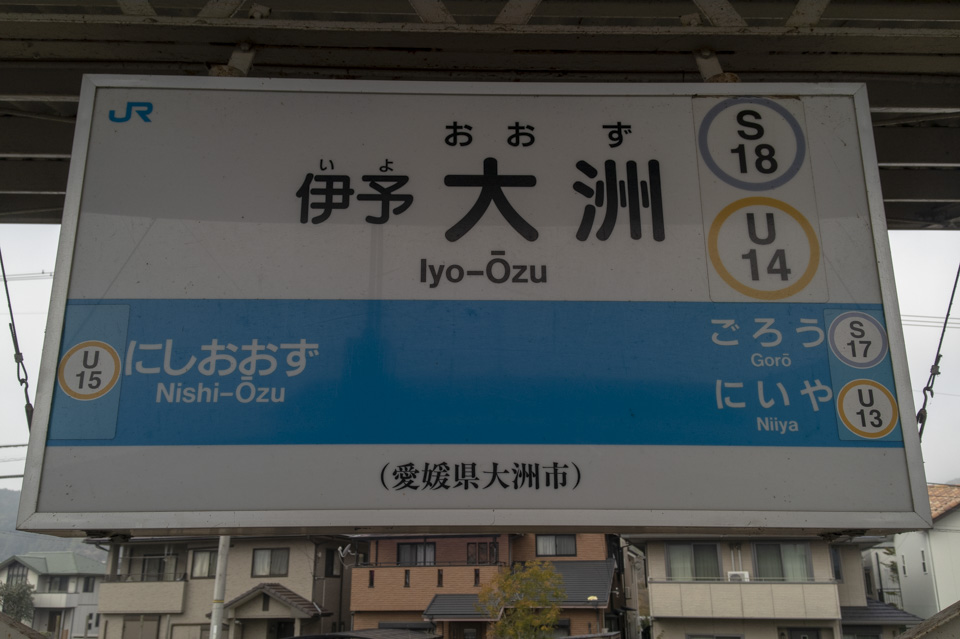 JR
おおず
いよ
伊予大洲
Iyo-Ōzu
S
18
U
14
U
15
にしおおず
Nishi-Ōzu
ごろう
Gorō
S
17
にいや
Niiya
U
13
(愛媛県大洲市)